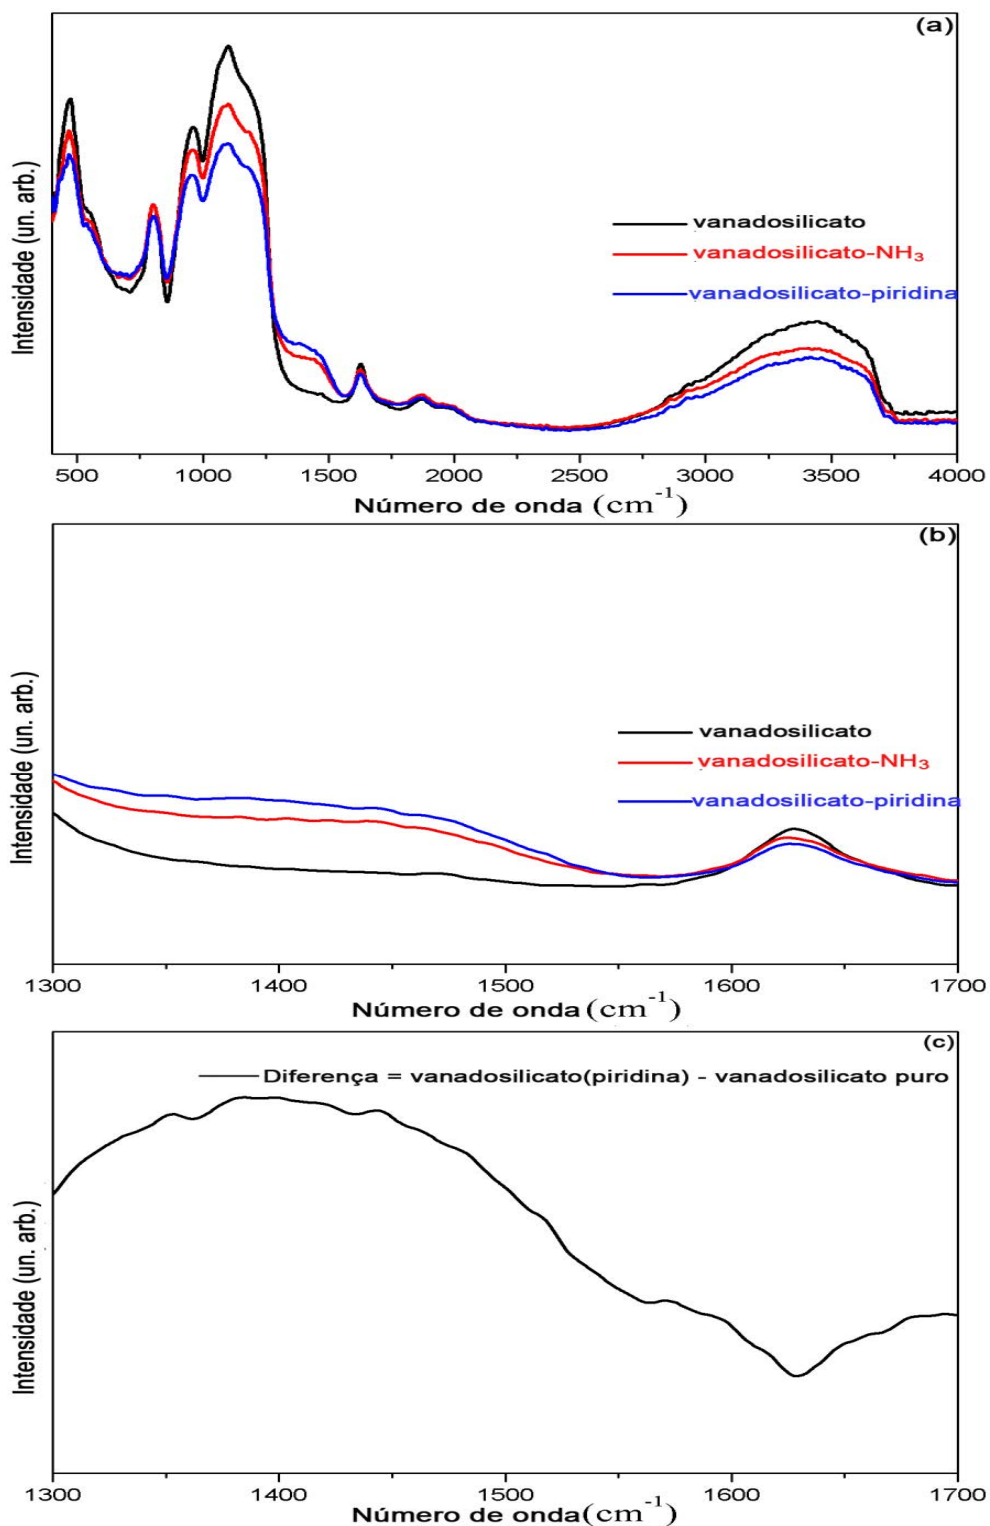 (a)
Intensidade (un. arb.)
vanadosilicato
vanadosilicato-NH₃
vanadosilicato-piridina
500 1000 1500 2000 2500 3000 3500 4000
Número de onda (cm⁻¹)
(b)
Intensidade (un. arb.)
vanadosilicato
vanadosilicato-NH₃
vanadosilicato-piridina
1300 1400 1500 1600 1700
Número de onda (cm⁻¹)
(c)
Intensidade (un. arb.)
Diferença = vanadosilicato(piridina) - vanadosilicato puro
1300 1400 1500 1600 1700
Número de onda (cm⁻¹)